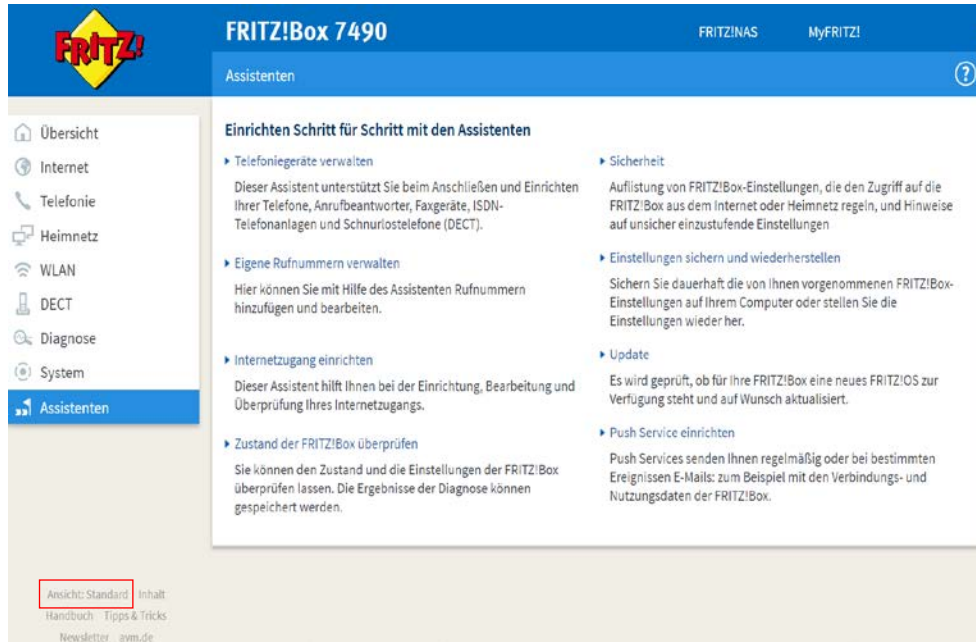 FRITZ!
FRITZ!Box 7490
FRITZ!NAS
MyFRITZ!
Assistenten
?
Übersicht
Internet
Telefonie
Heimnetz
WLAN
DECT
Diagnose
System
Assistenten
Einrichten Schritt für Schritt mit den Assistenten
Telefoniegeräte verwalten
Dieser Assistent unterstützt Sie beim Anschließen und Einrichten
Ihrer Telefone, Anrufbeantworter, Faxgeräte, ISDN-
Telefonanlagen und Schnurlostelefone (DECT).
Eigene Rufnummern verwalten
Hier können Sie mit Hilfe des Assistenten Rufnummern
hinzufügen und bearbeiten.
Internetzugang einrichten
Dieser Assistent hilft Ihnen bei der Einrichtung, Bearbeitung und
Überprüfung Ihres Internetzugangs.
Zustand der FRITZ!Box überprüfen
Sie können den Zustand und die Einstellungen der FRITZ!Box
überprüfen lassen. Die Ergebnisse der Diagnose können
gespeichert werden.
Sicherheit
Auflistung von FRITZ!Box-Einstellungen, die den Zugriff auf die
FRITZ!Box aus dem Internet oder Heimnetz regeln, und Hinweise
auf unsicher einzustufende Einstellungen
Einstellungen sichern und wiederherstellen
Sichern Sie dauerhaft die von Ihnen vorgenommenen FRITZ!Box-
Einstellungen auf Ihrem Computer oder stellen Sie die
Einstellungen wieder her.
Update
Es wird geprüft, ob für Ihre FRITZ!Box eine neues FRITZ!OS zur
Verfügung steht und auf Wunsch aktualisiert.
Push Service einrichten
Push Services senden Ihnen regelmäßig oder bei bestimmten
Ereignissen E-Mails: zum Beispiel mit den Verbindungs- und
Nutzungsdaten der FRITZ!Box.
Ansicht: Standard Inhalt
Handbuch Tipps & Tricks
Newsletter avm.de